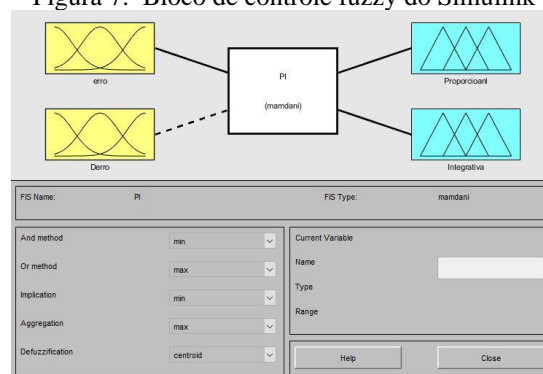 Figura 7. Bloco de controle fuzzy do Simulink
erro
PI
(mamdani)
Proporcioanl
Derro
Integrativa
FIS Name: PI FIS Type: mamdani
And method min
Or method max
Implication min
Aggregation max
Defuzzification centroid
Current Variable
Name
Type
Range
Help Close